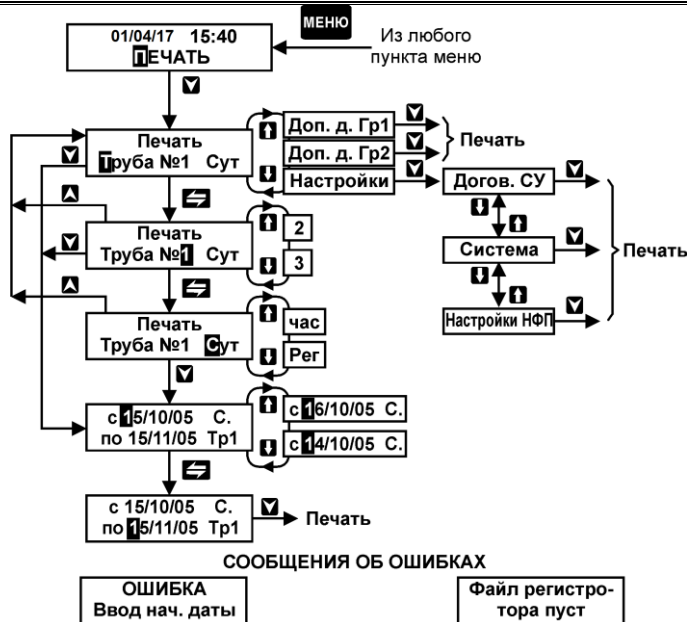 МЕНЮ
01/04/17 15:40
ПЕЧАТЬ
Из любого
пункта меню
Печать
Труба №1 Сут
Доп. д. Гр1
Доп. д. Гр2
Настройки
Печать
Догов. СУ
Система
Настройки НФП
Печать
Печать
Труба №1 Сут
2
3
Печать
Труба №1 Сут
час
Рег
с 15/10/05 С.
по 15/11/05 Тр1
с 16/10/05 С.
с 14/10/05 С.
с 15/10/05 С.
по 15/11/05 Тр1
Печать
СООБЩЕНИЯ ОБ ОШИБКАХ
ОШИБКА
Ввод нач. даты
Файл регистро-
тора пуст